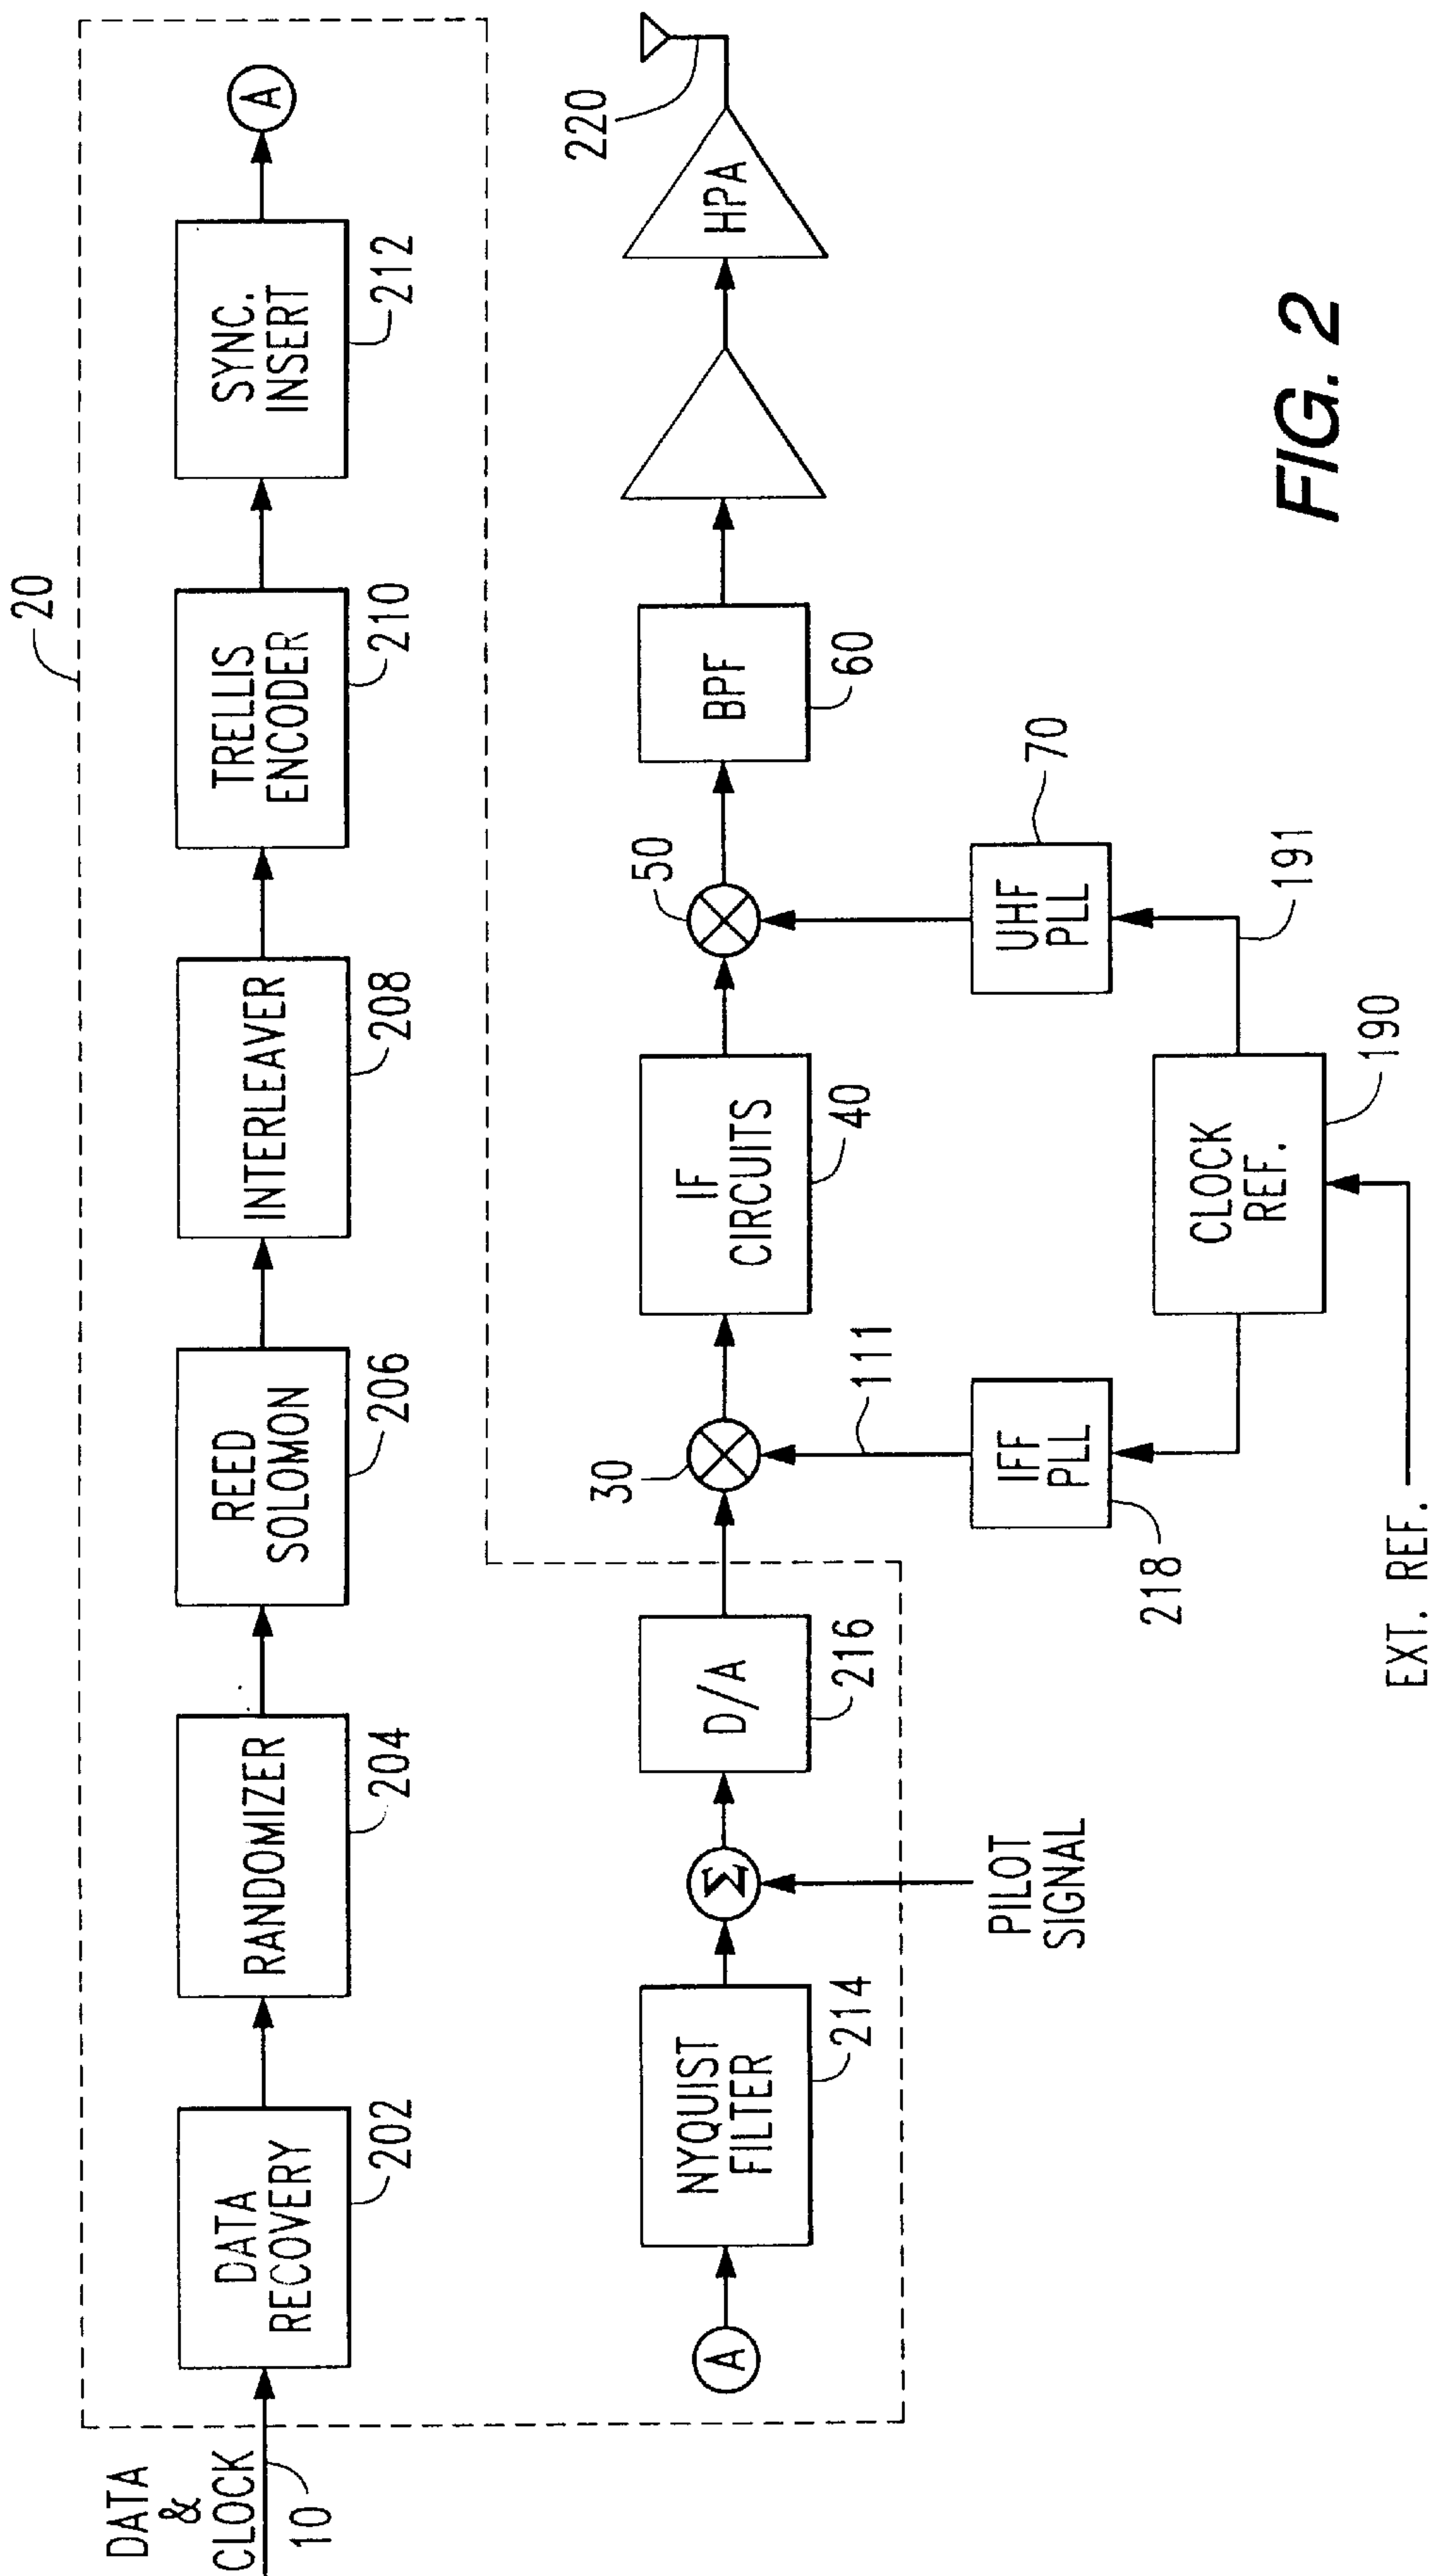 20
DATA
&
CLOCK
10
DATA
RECOVERY
202
RANDOMIZER
204
REED
SOLOMON
206
INTERLEAVER
208
TRELLIS
ENCODER
210
SYNC.
INSERT
212
A
A
NYQUIST
FILTER
214
Σ
PILOT
SIGNAL
D/A
216
30
111
IFF
PLL
218
IF
CIRCUITS
40
50
UHF
PLL
70
191
CLOCK
REF.
190
EXT. REF.
BPF
60
HPA
220
FIG. 2